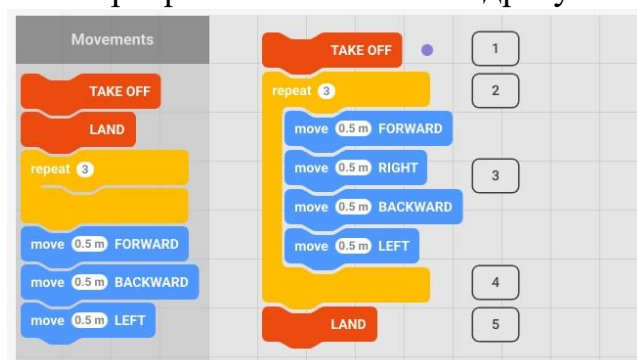 Movements
TAKE OFF
LAND
repeat 3
move 0.5 m FORWARD
move 0.5 m BACKWARD
move 0.5 m LEFT
TAKE OFF
1
repeat 3
2
move 0.5 m FORWARD
move 0.5 m RIGHT
3
move 0.5 m BACKWARD
move 0.5 m LEFT
4
LAND
5